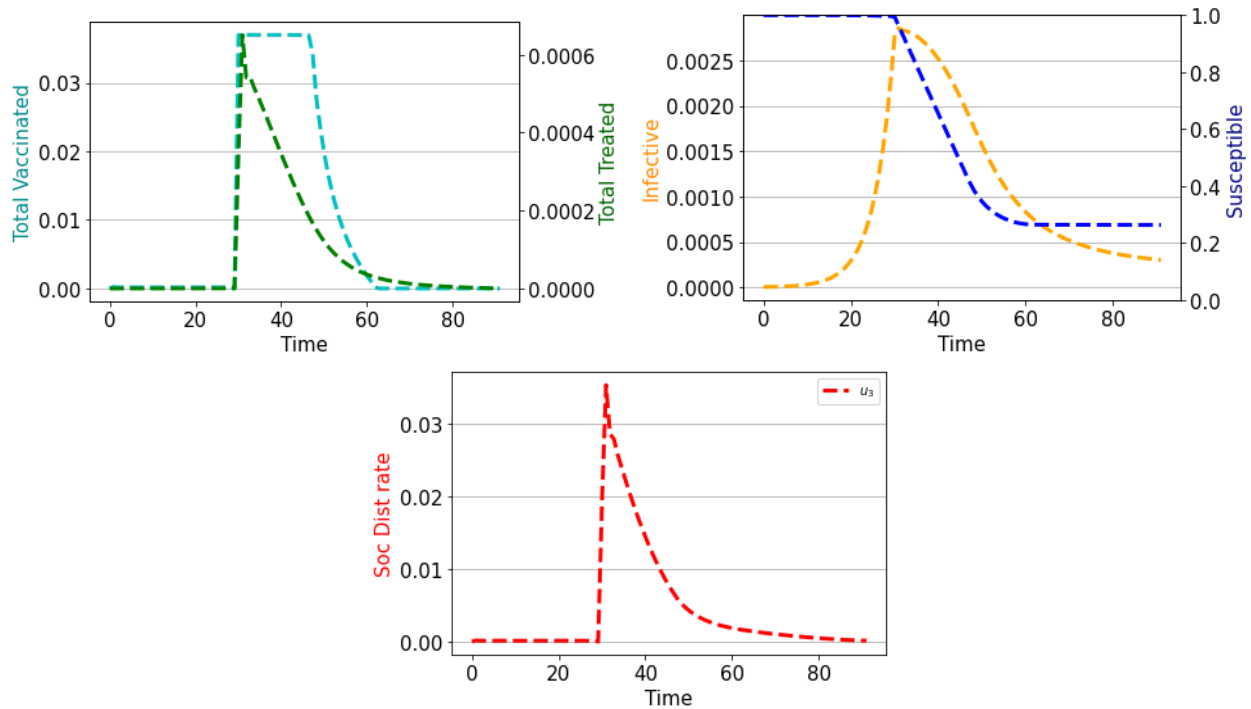 Total Vaccinated
0.03
0.02
0.01
0.00
0 20 40 60 80
Time
0.0006
0.0004
0.0002
0.0000
Total Treated
Infective
0.0025
0.0020
0.0015
0.0010
0.0005
0.0000
0 20 40 60 80
Time
1.0
0.8
0.6
0.4
0.2
0.0
Susceptible
Soc Dist rate
0.03
0.02
0.01
0.00
0 20 40 60 80
Time
u₃